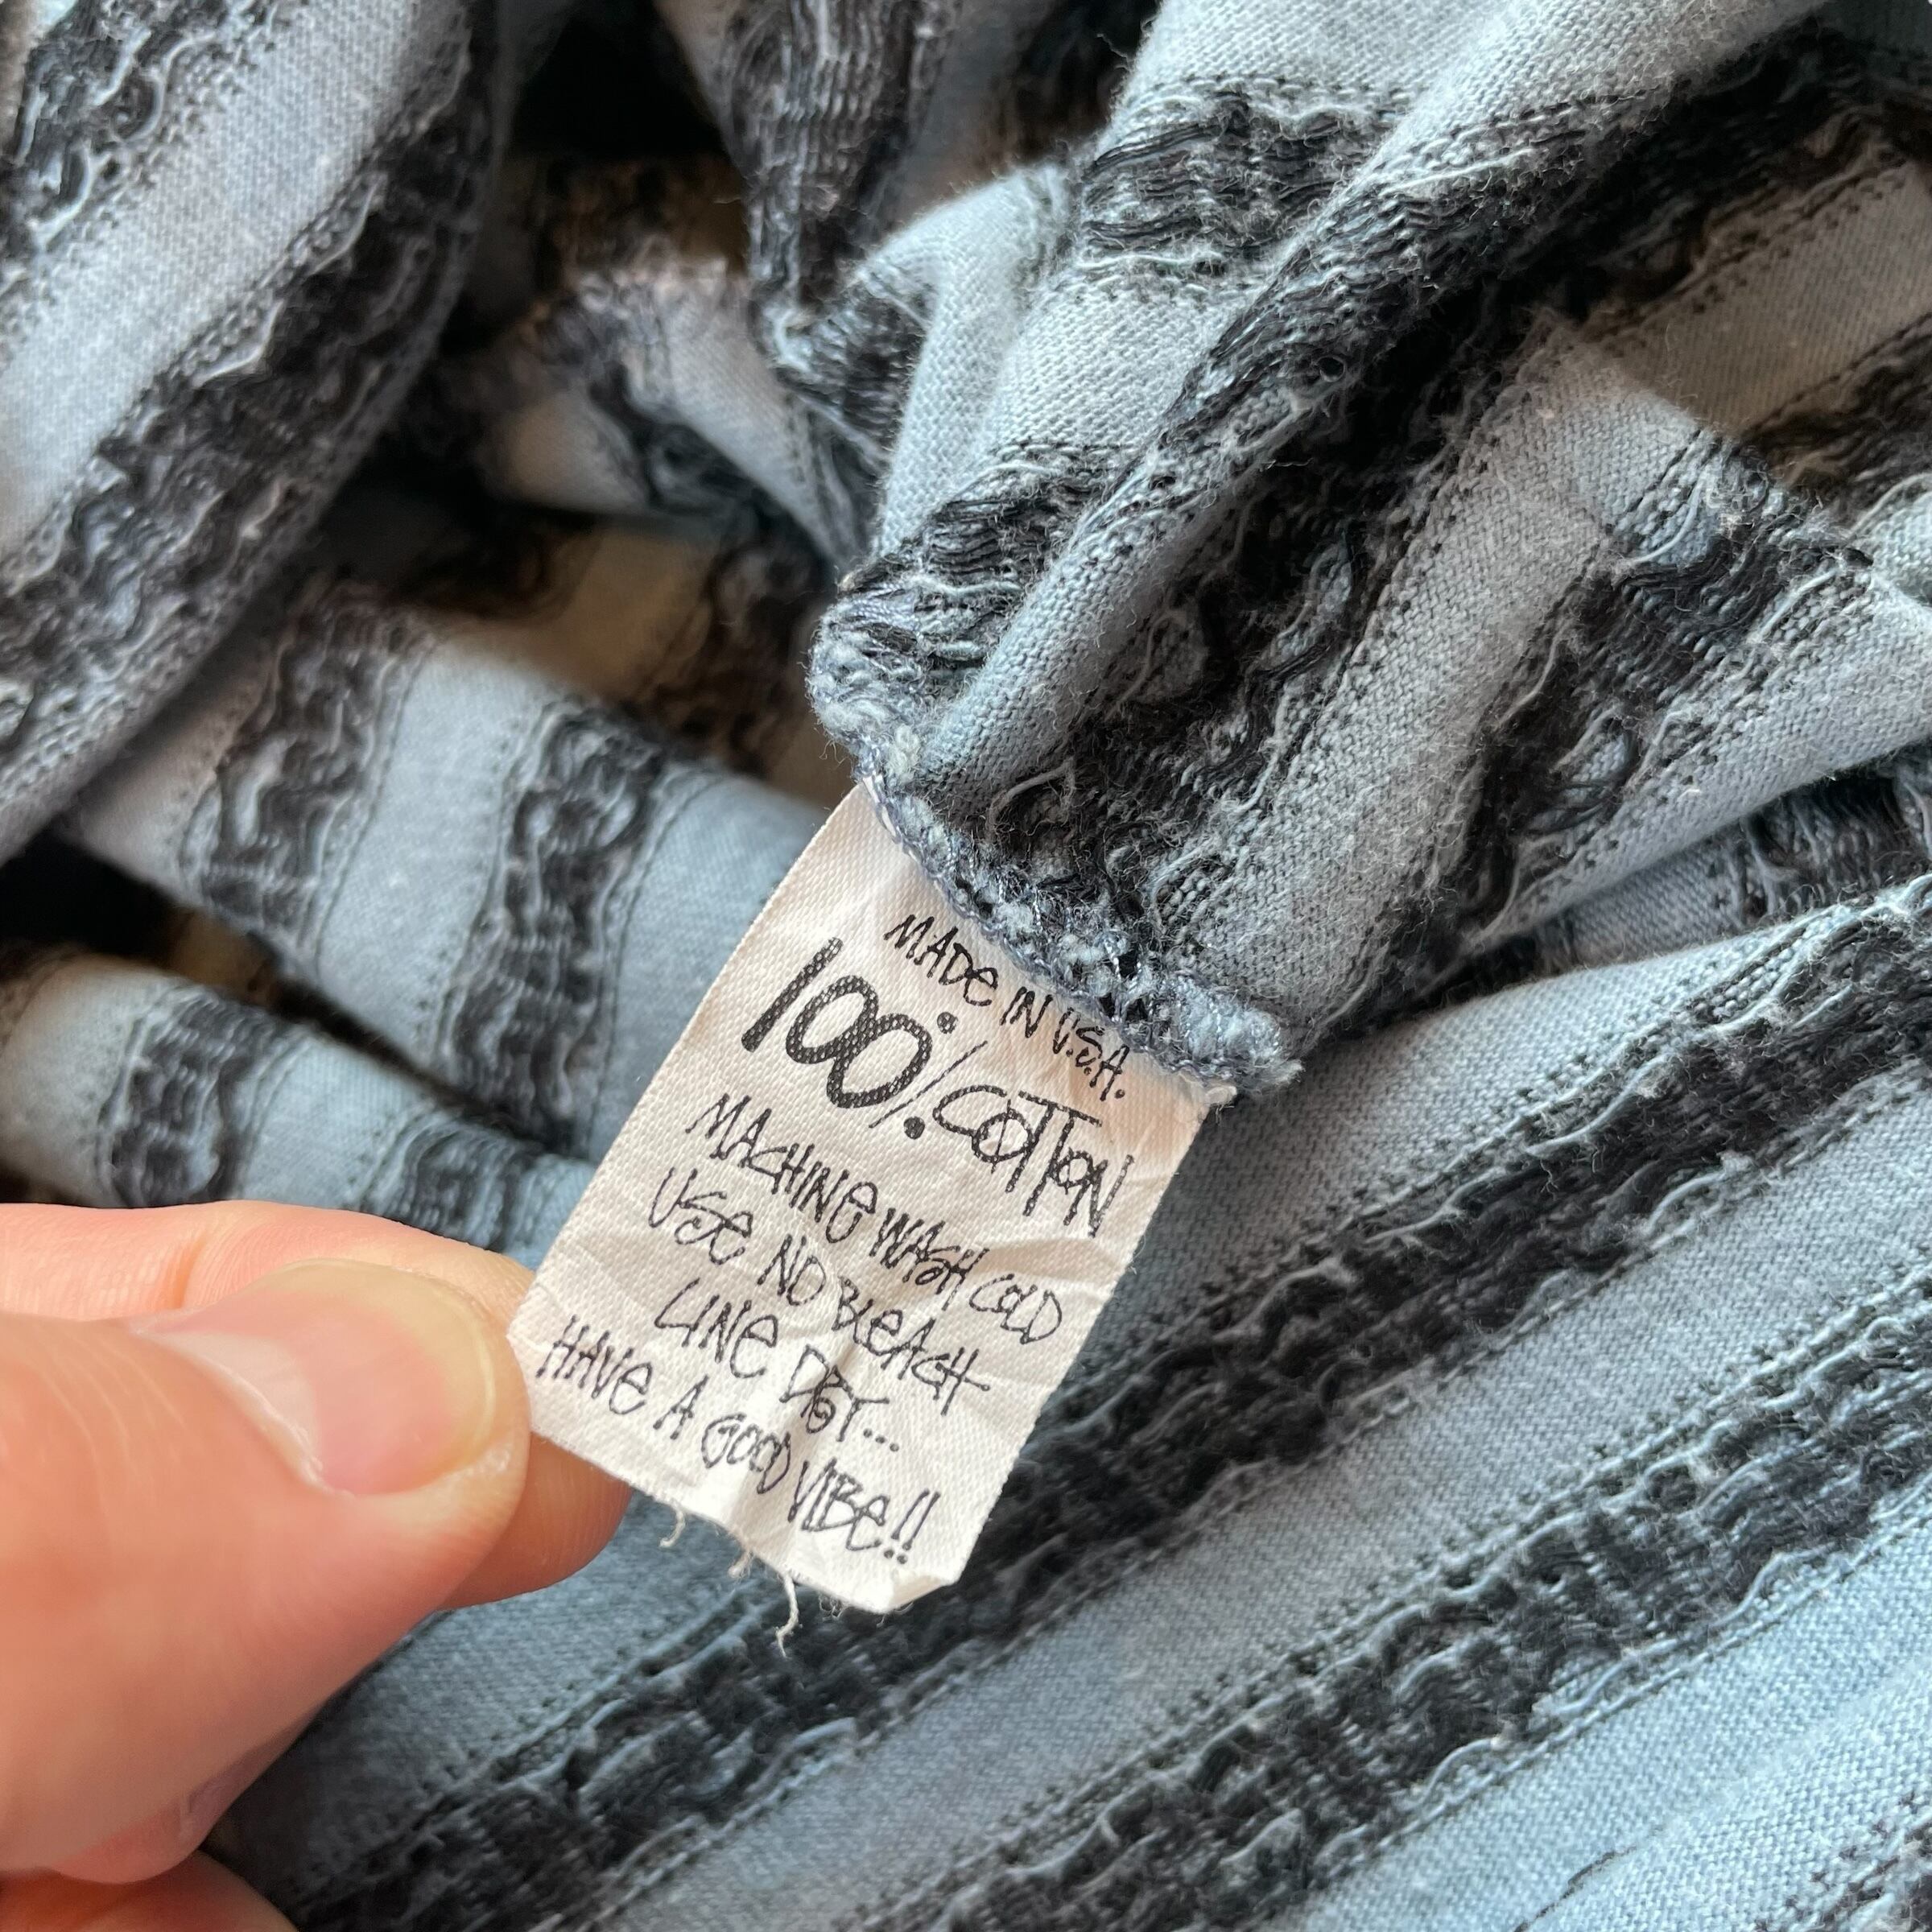 MADE IN U.S.A.
100% COTTON
MACHINE WASH COLD
USE NO BLEACH
LINE DRY...
HAVE A GOOD VIBE!!